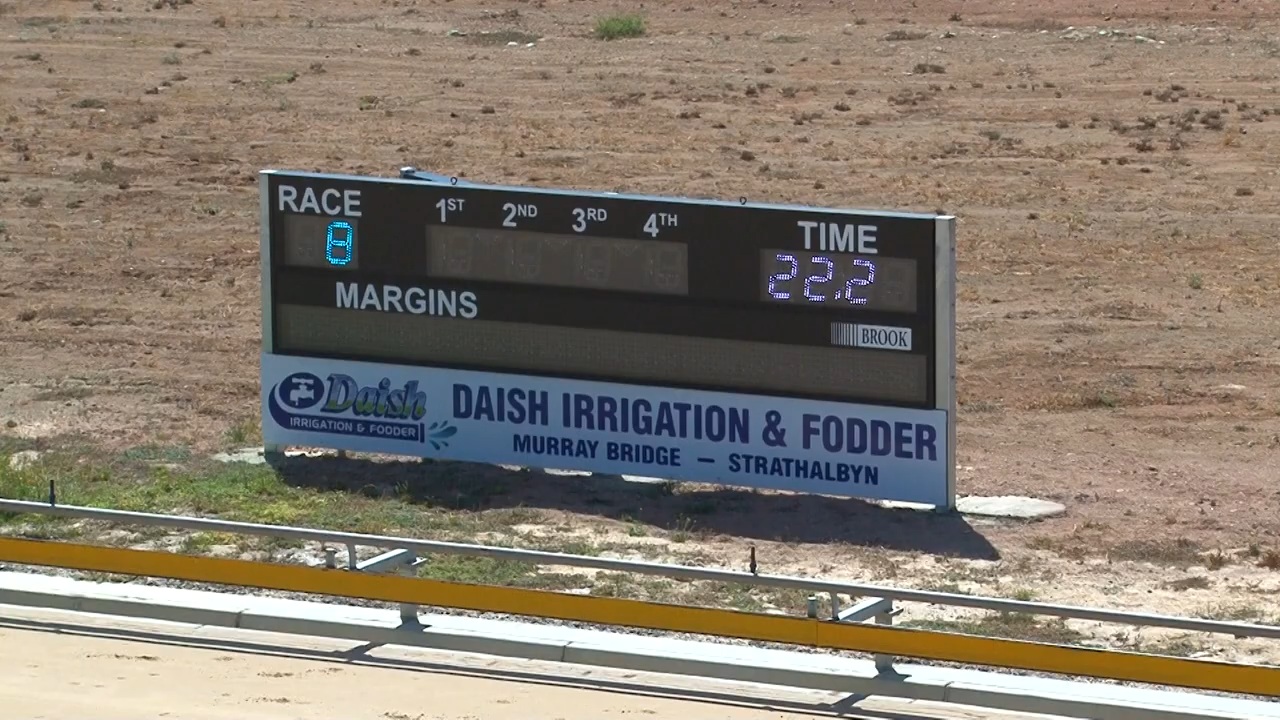 RACE 1ST 2ND 3RD 4TH TIME
8 22.2
MARGINS
BROOK
Daish
IRRIGATION & FODDER
DAISH IRRIGATION & FODDER
MURRAY BRIDGE — STRATHALBYN